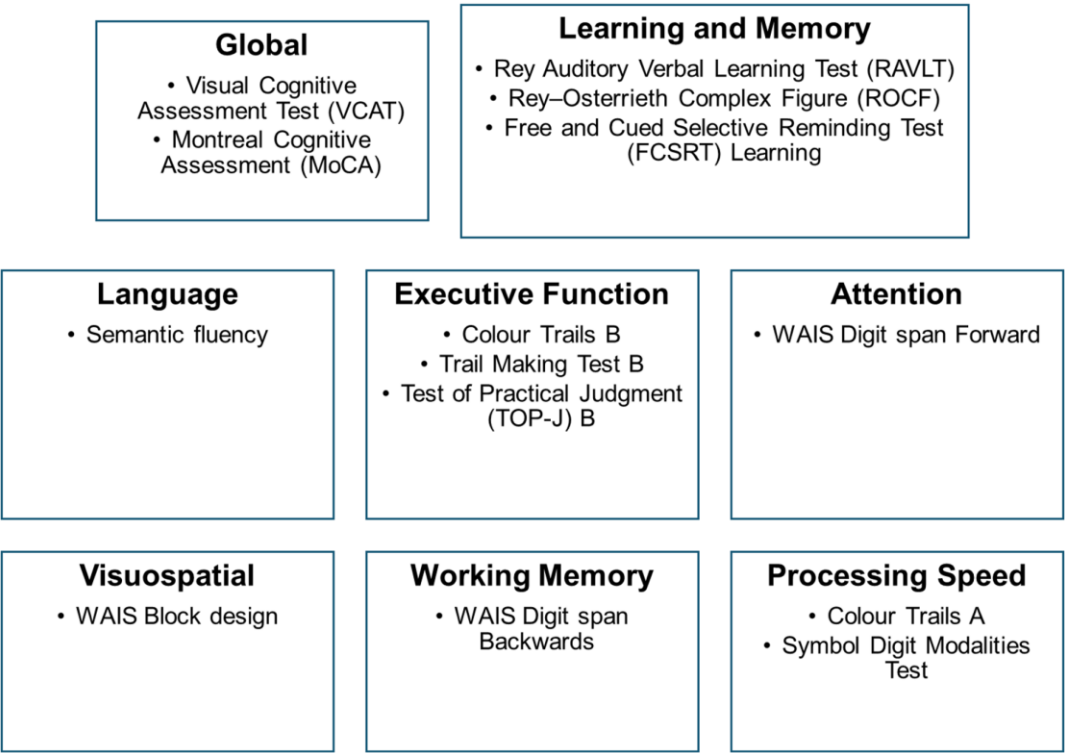 Global
• Visual Cognitive
Assessment Test (VCAT)
• Montreal Cognitive
Assessment (MoCA)
Learning and Memory
• Rey Auditory Verbal Learning Test (RAVLT)
• Rey–Osterrieth Complex Figure (ROCF)
• Free and Cued Selective Reminding Test
(FCSRT) Learning
Language
• Semantic fluency
Executive Function
• Colour Trails B
• Trail Making Test B
• Test of Practical Judgment
(TOP-J) B
Attention
• WAIS Digit span Forward
Visuospatial
• WAIS Block design
Working Memory
• WAIS Digit span
Backwards
Processing Speed
• Colour Trails A
• Symbol Digit Modalities
Test